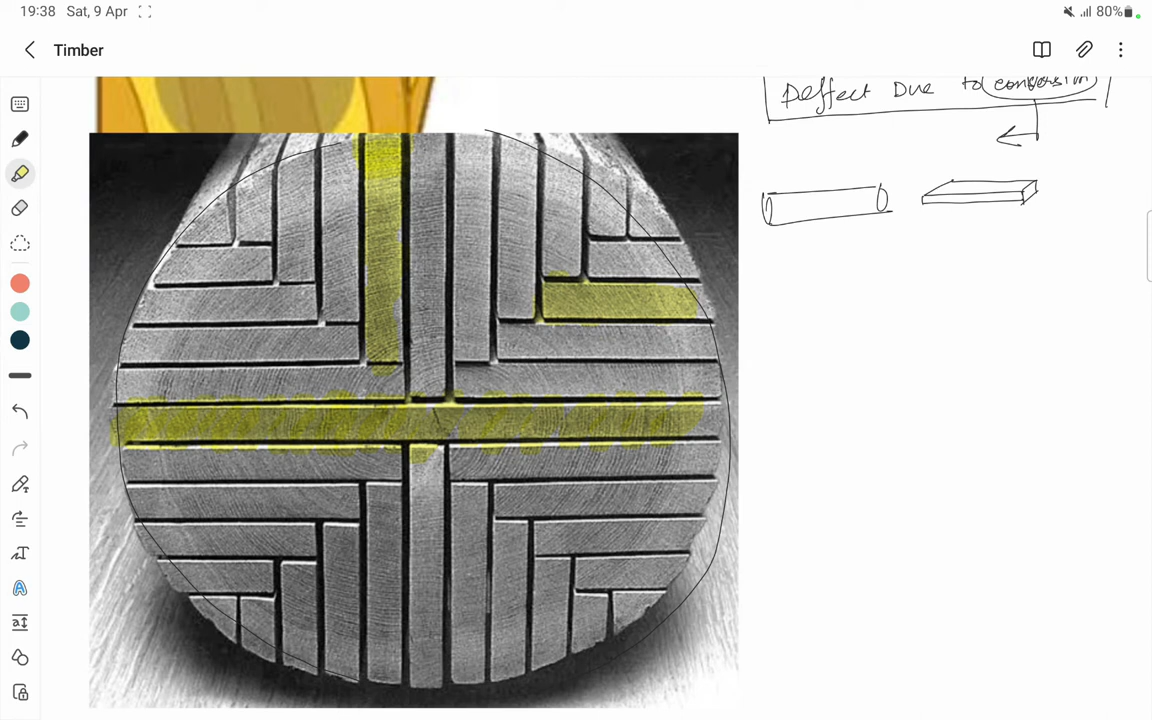 19:38 Sat, 9 Apr
80%
Timber
Deffect Due to conversion